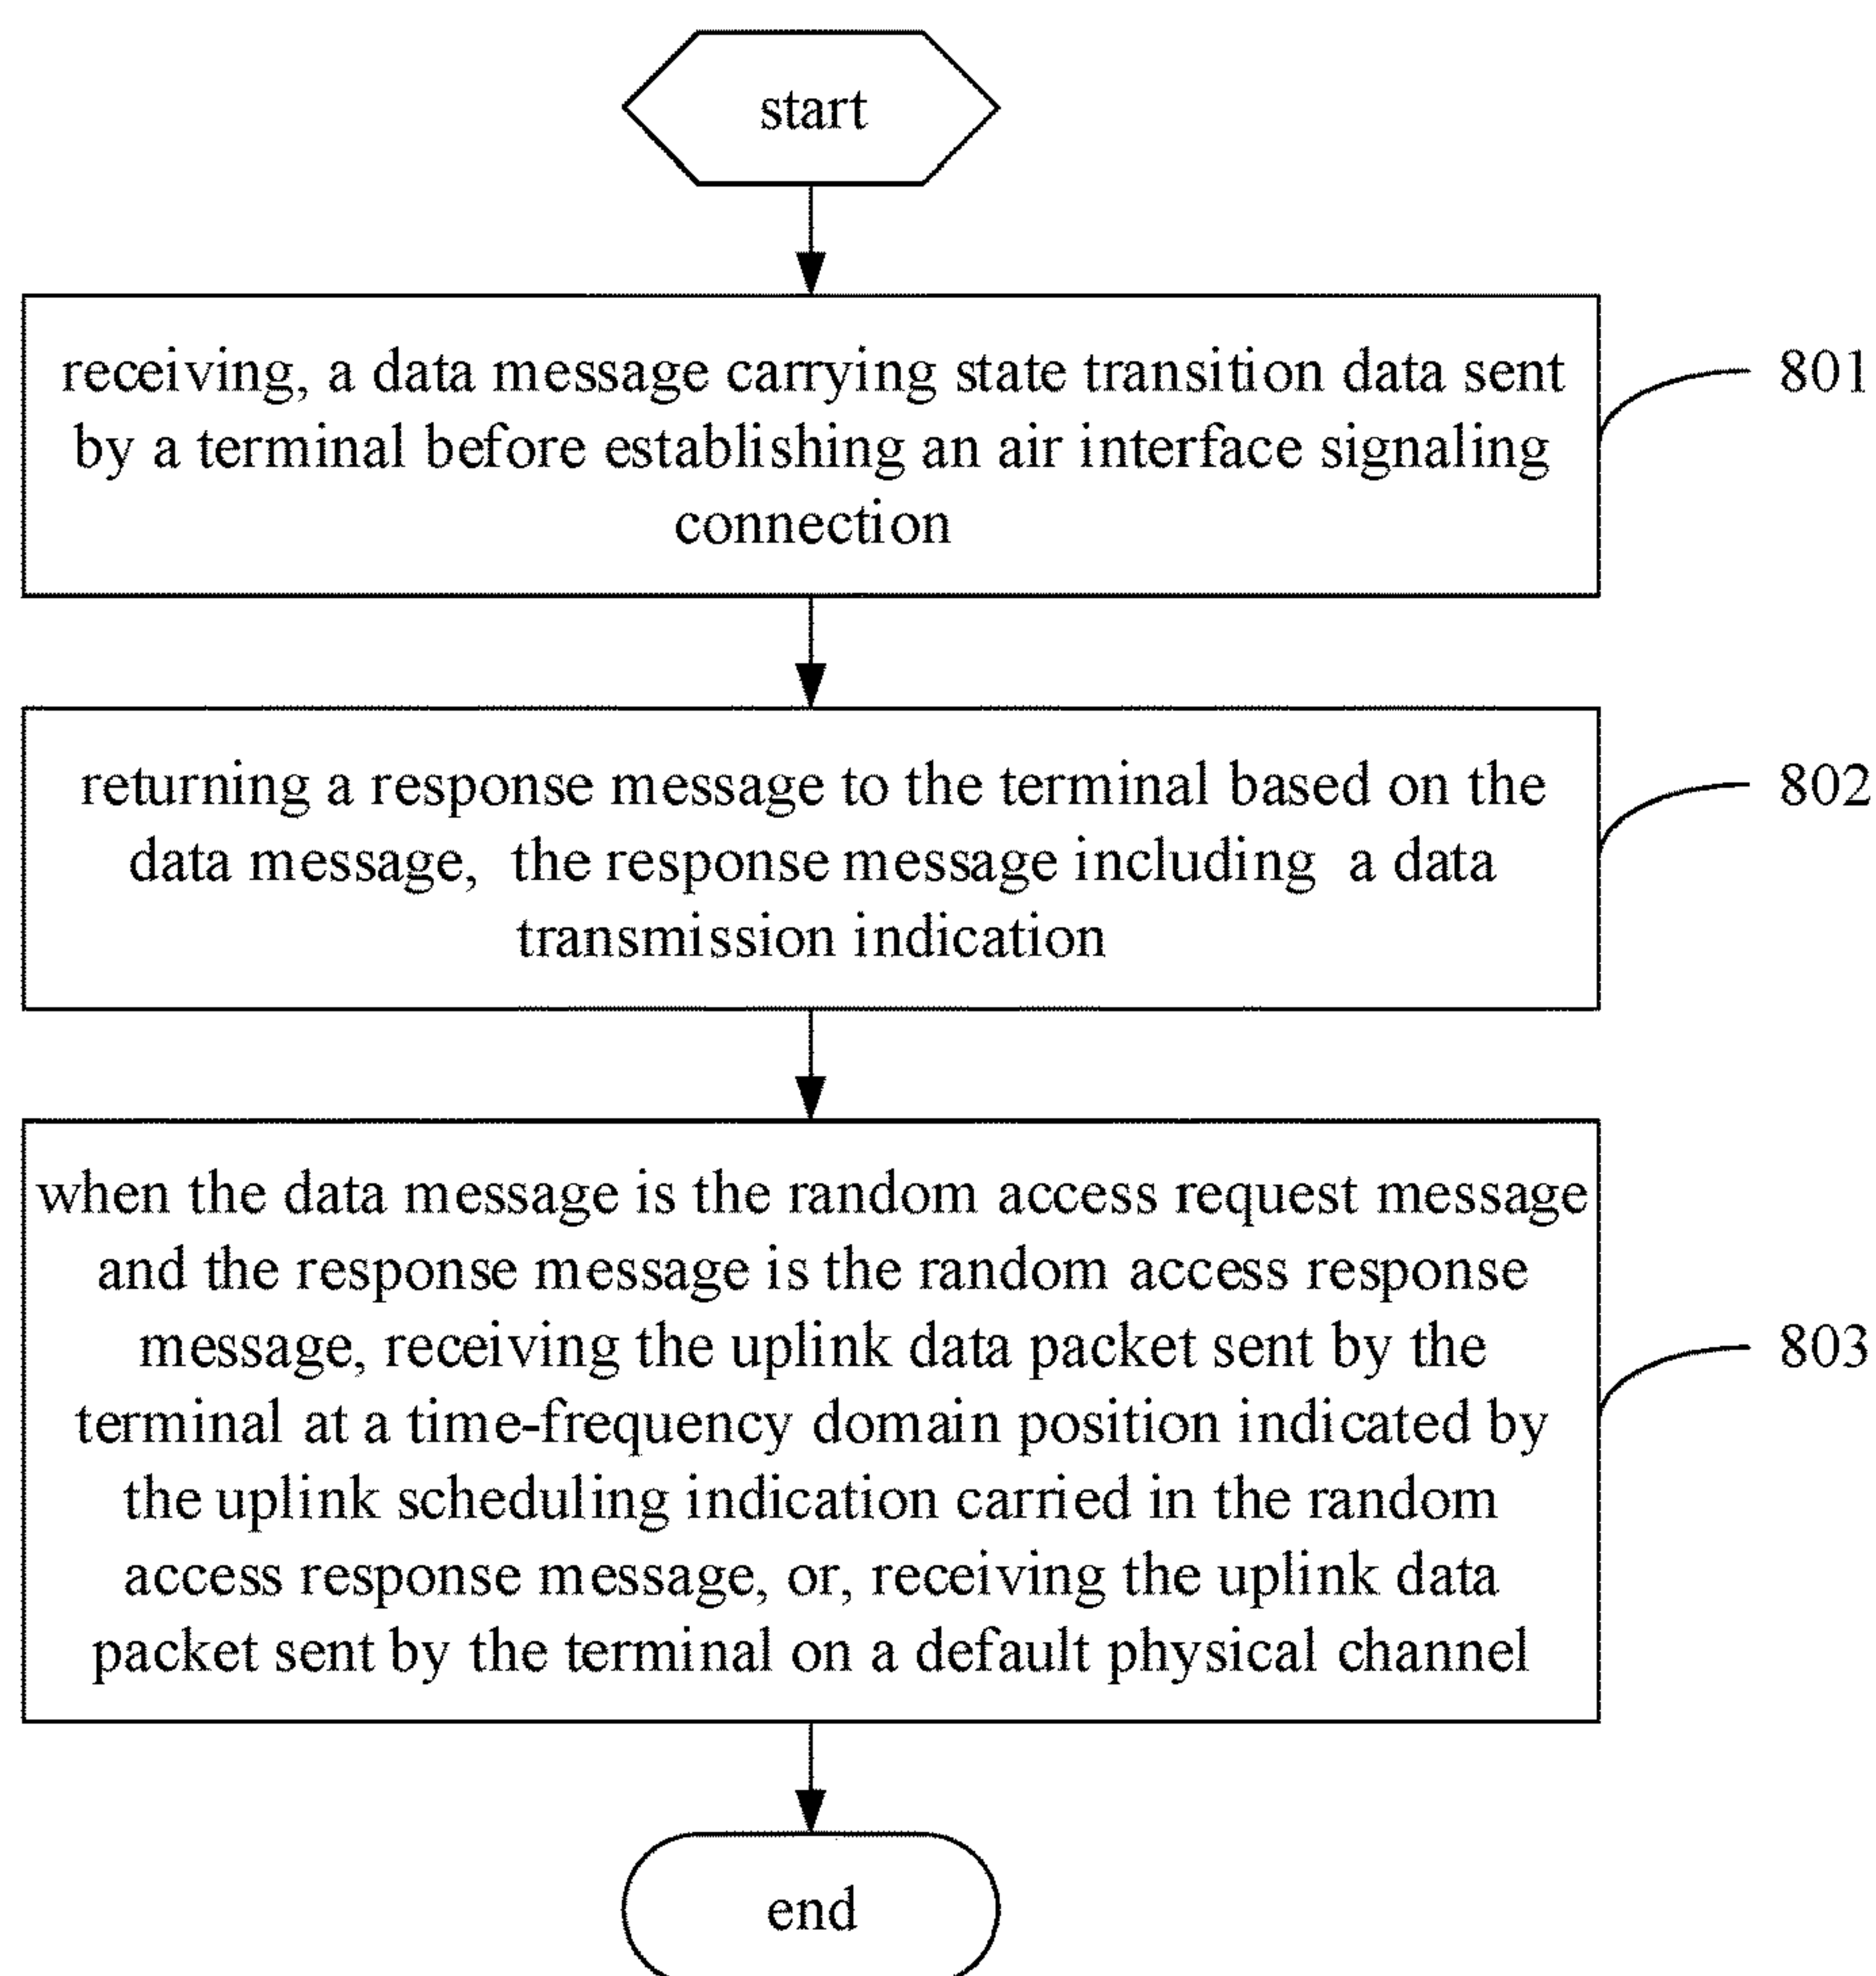 start
receiving, a data message carrying state transition data sent
by a terminal before establishing an air interface signaling
connection
801
returning a response message to the terminal based on the
data message, the response message including a data
transmission indication
802
when the data message is the random access request message
and the response message is the random access response
message, receiving the uplink data packet sent by the
terminal at a time-frequency domain position indicated by
the uplink scheduling indication carried in the random
access response message, or, receiving the uplink data
packet sent by the terminal on a default physical channel
803
end